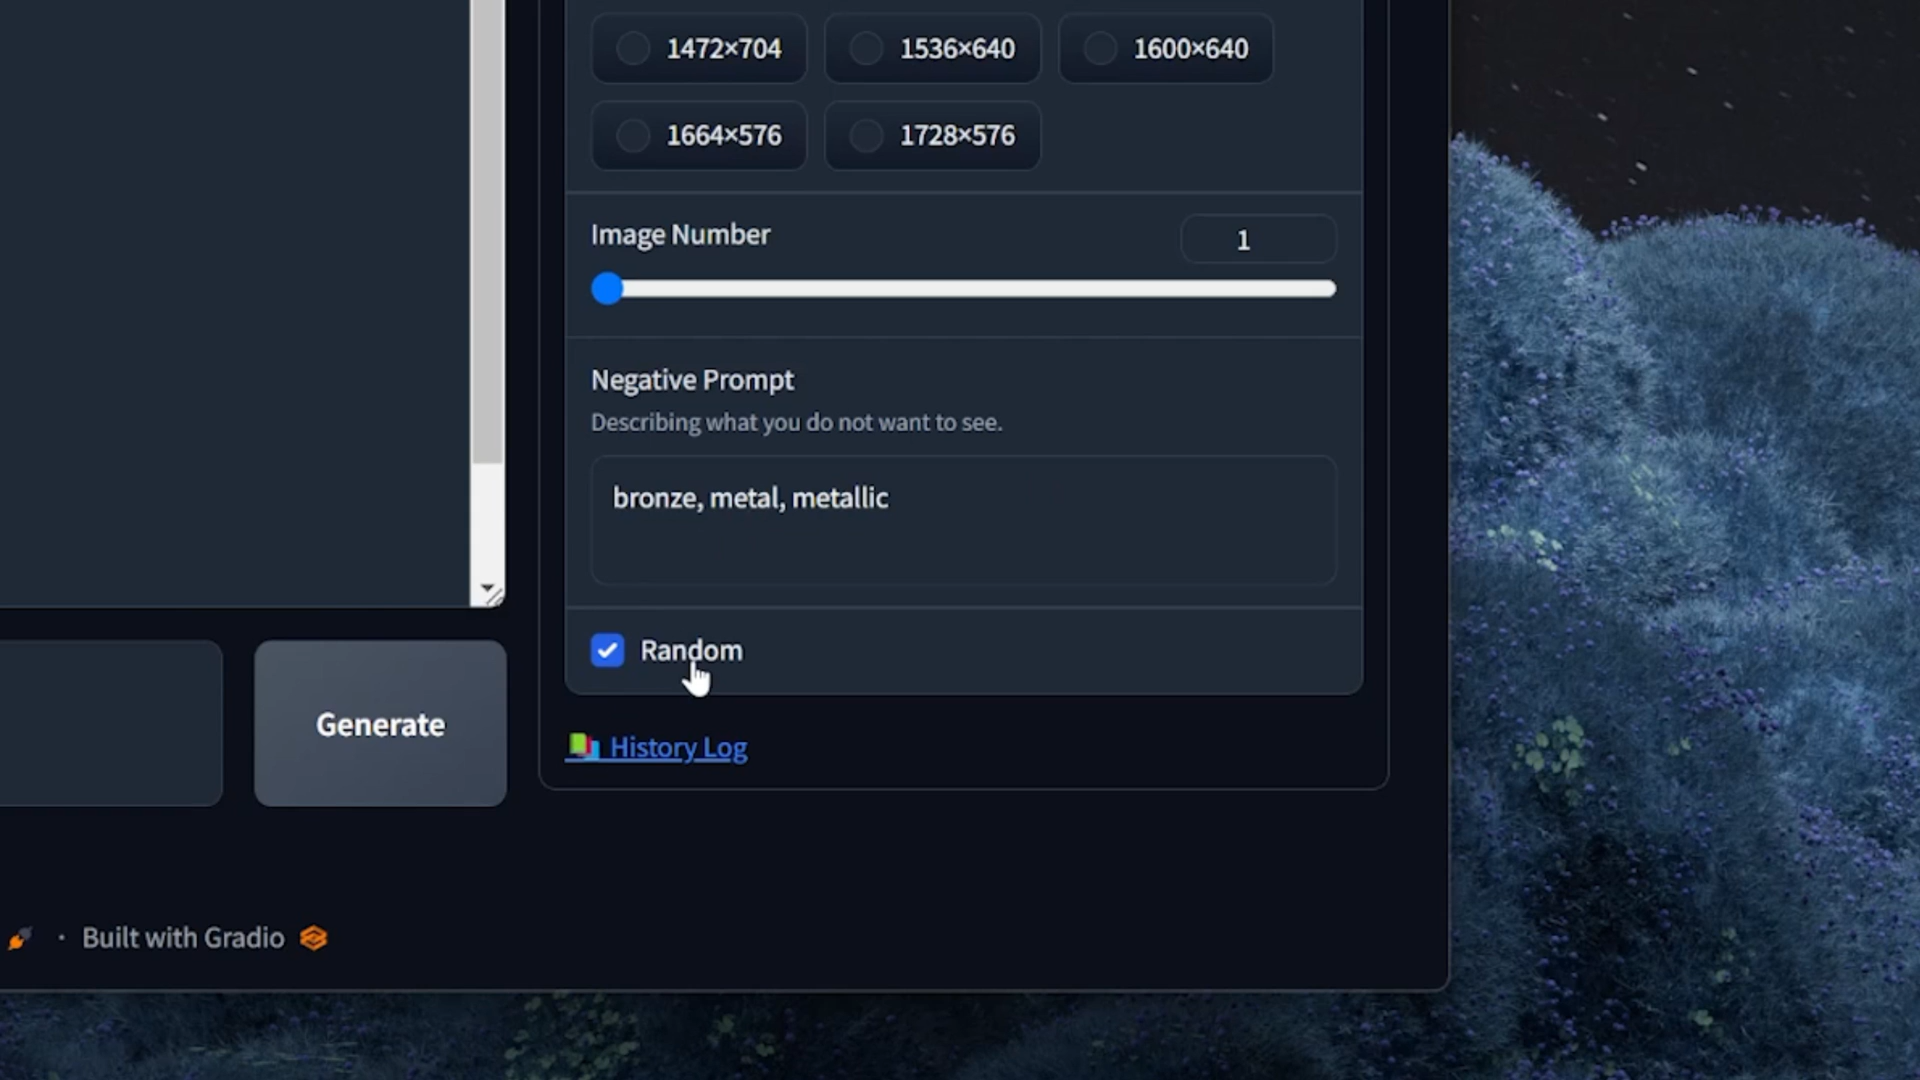 1472×704
1536×640
1600×640
1664×576
1728×576
Image Number
1
Negative Prompt
Describing what you do not want to see.
bronze, metal, metallic
Random
Generate
History Log
· Built with Gradio